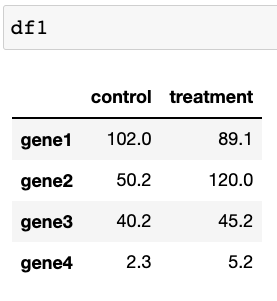 df1
control treatment
gene1 102.0 89.1
gene2 50.2 120.0
gene3 40.2 45.2
gene4 2.3 5.2